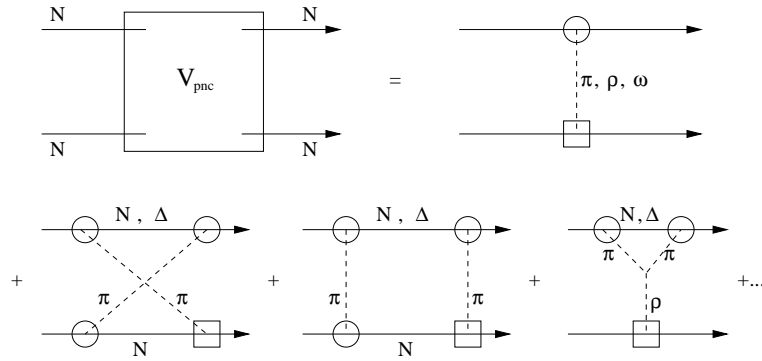 N N
V_pnc
=
π, ρ, ω
N N
N , Δ N , Δ N,Δ
+ + + +...
π π π π π π
ρ
N N